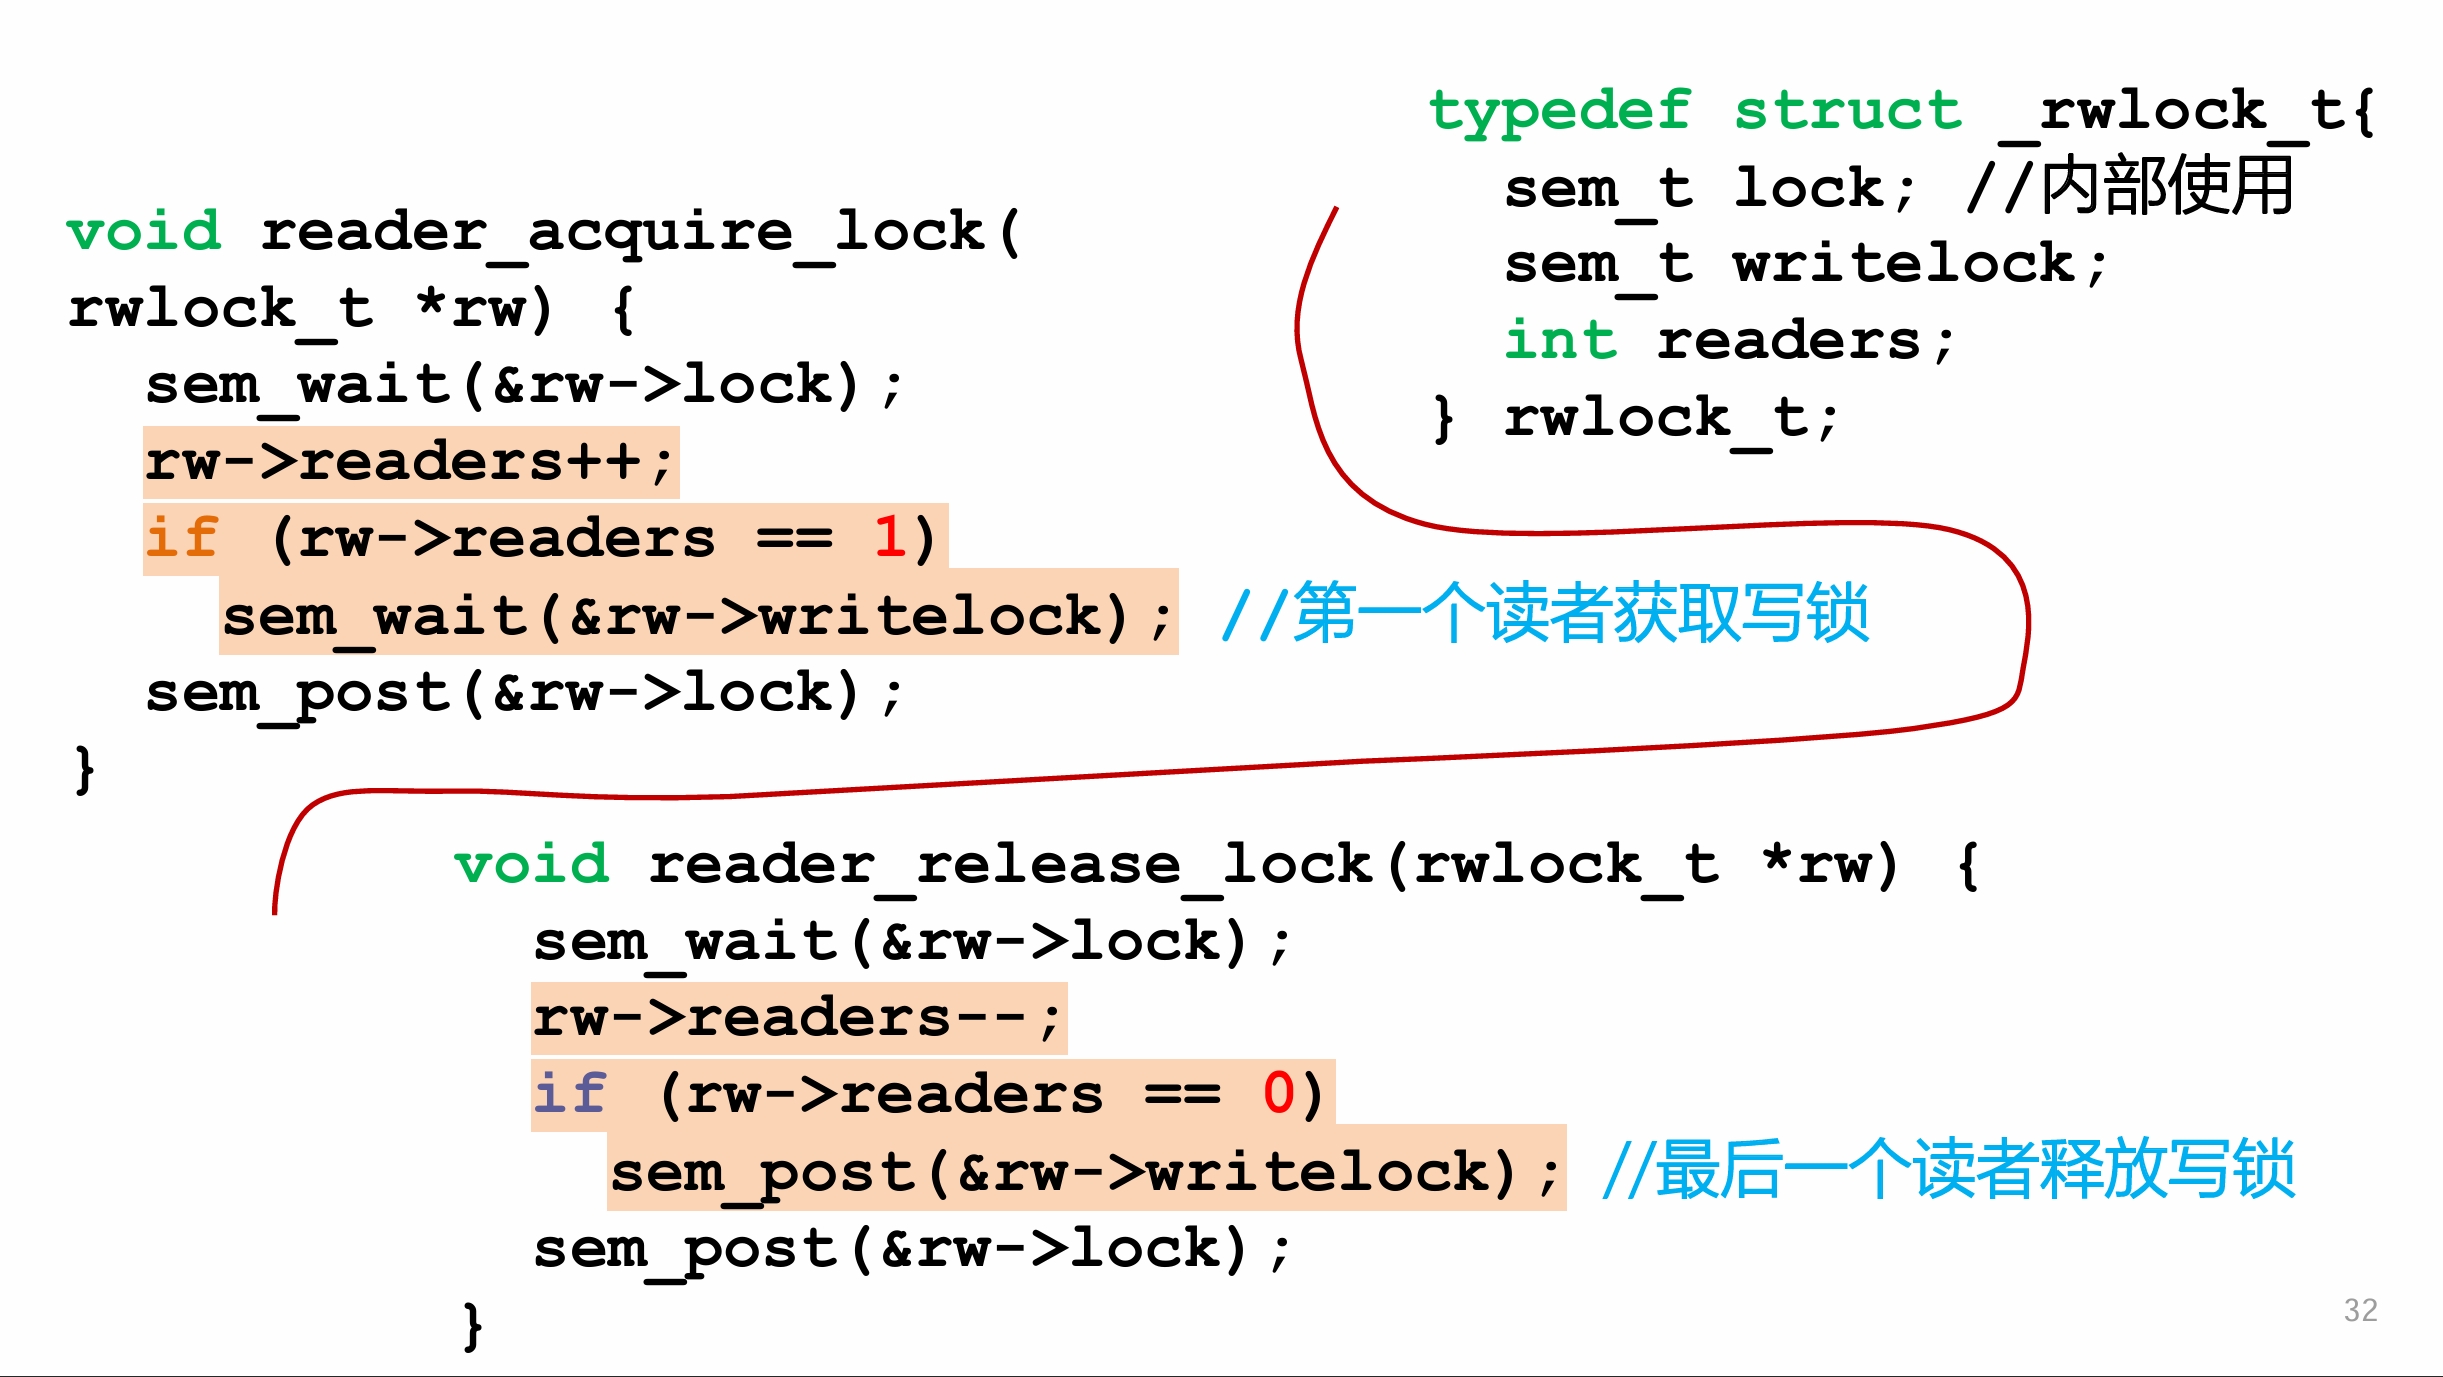 void reader_acquire_lock(
rwlock_t *rw) {
sem_wait(&rw->lock);
rw->readers++;
if (rw->readers == 1)
sem_wait(&rw->writelock); //第一个读者获取写锁
sem_post(&rw->lock);
}
typedef struct _rwlock_t{
sem_t lock; //内部使用
sem_t writelock;
int readers;
} rwlock_t;
void reader_release_lock(rwlock_t *rw) {
sem_wait(&rw->lock);
rw->readers--;
if (rw->readers == 0)
sem_post(&rw->writelock); //最后一个读者释放写锁
sem_post(&rw->lock);
}
32